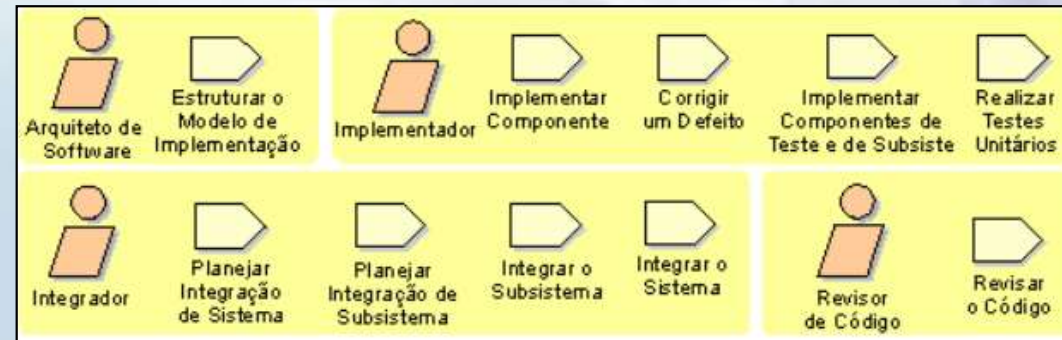 Arquiteto de
Software
Estruturar o
Modelo de
Implementação
Implementador
Implementar
Componente
Corrigir
um Defeito
Implementar
Componentes de
Teste e de Subsiste
Realizar
Testes
Unitários
Integrador
Planejar
Integração
de Sistema
Planejar
Integração de
Subsistema
Integrar o
Subsistema
Integrar o
Sistema
Revisor
de Código
Revisar
o Código